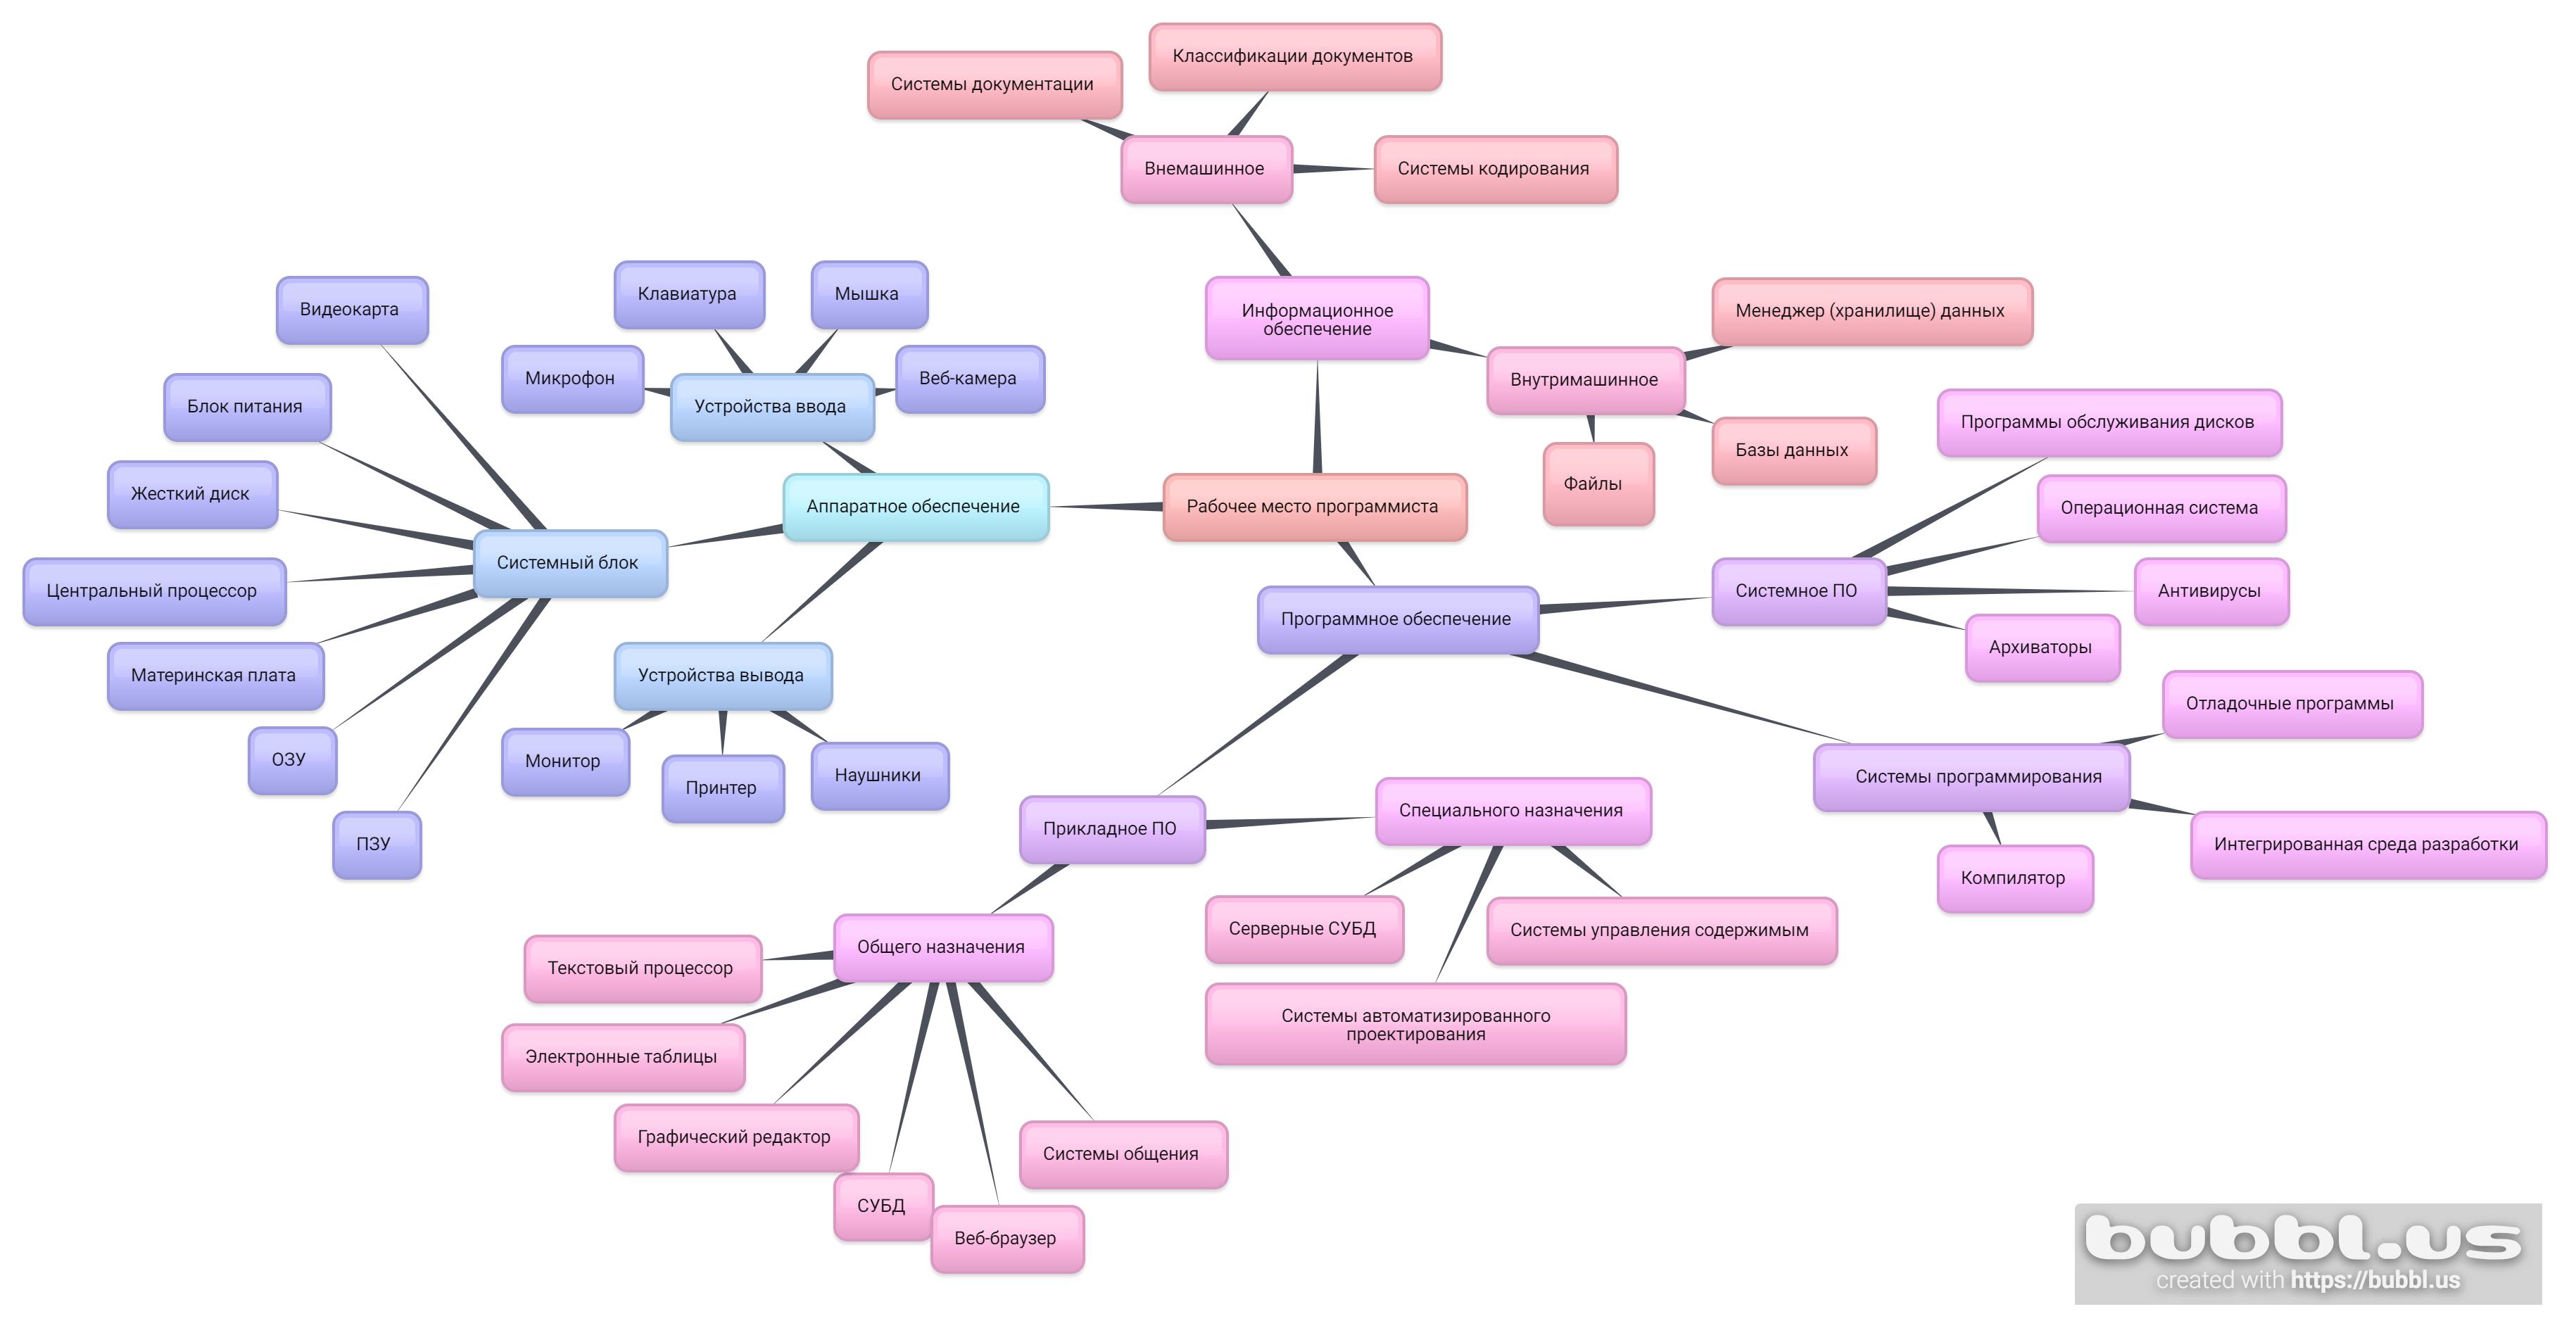 Классификации документов
Системы документации
Внемашинное
Системы кодирования
Информационное
обеспечение
Менеджер (хранилище) данных
Внутримашинное
Базы данных
Файлы
Видеокарта
Клавиатура
Мышка
Микрофон
Веб-камера
Устройства ввода
Блок питания
Жесткий диск
Аппаратное обеспечение
Рабочее место программиста
Системный блок
Центральный процессор
Материнская плата
ОЗУ
ПЗУ
Устройства вывода
Монитор
Принтер
Наушники
Программное обеспечение
Программы обслуживания дисков
Операционная система
Системное ПО
Антивирусы
Архиваторы
Отладочные программы
Системы программирования
Интегрированная среда разработки
Компилятор
Прикладное ПО
Специального назначения
Серверные СУБД
Системы управления содержимым
Системы автоматизированного
проектирования
Общего назначения
Текстовый процессор
Электронные таблицы
Графический редактор
СУБД
Веб-браузер
Системы общения
bubbl.us
created with https://bubbl.us